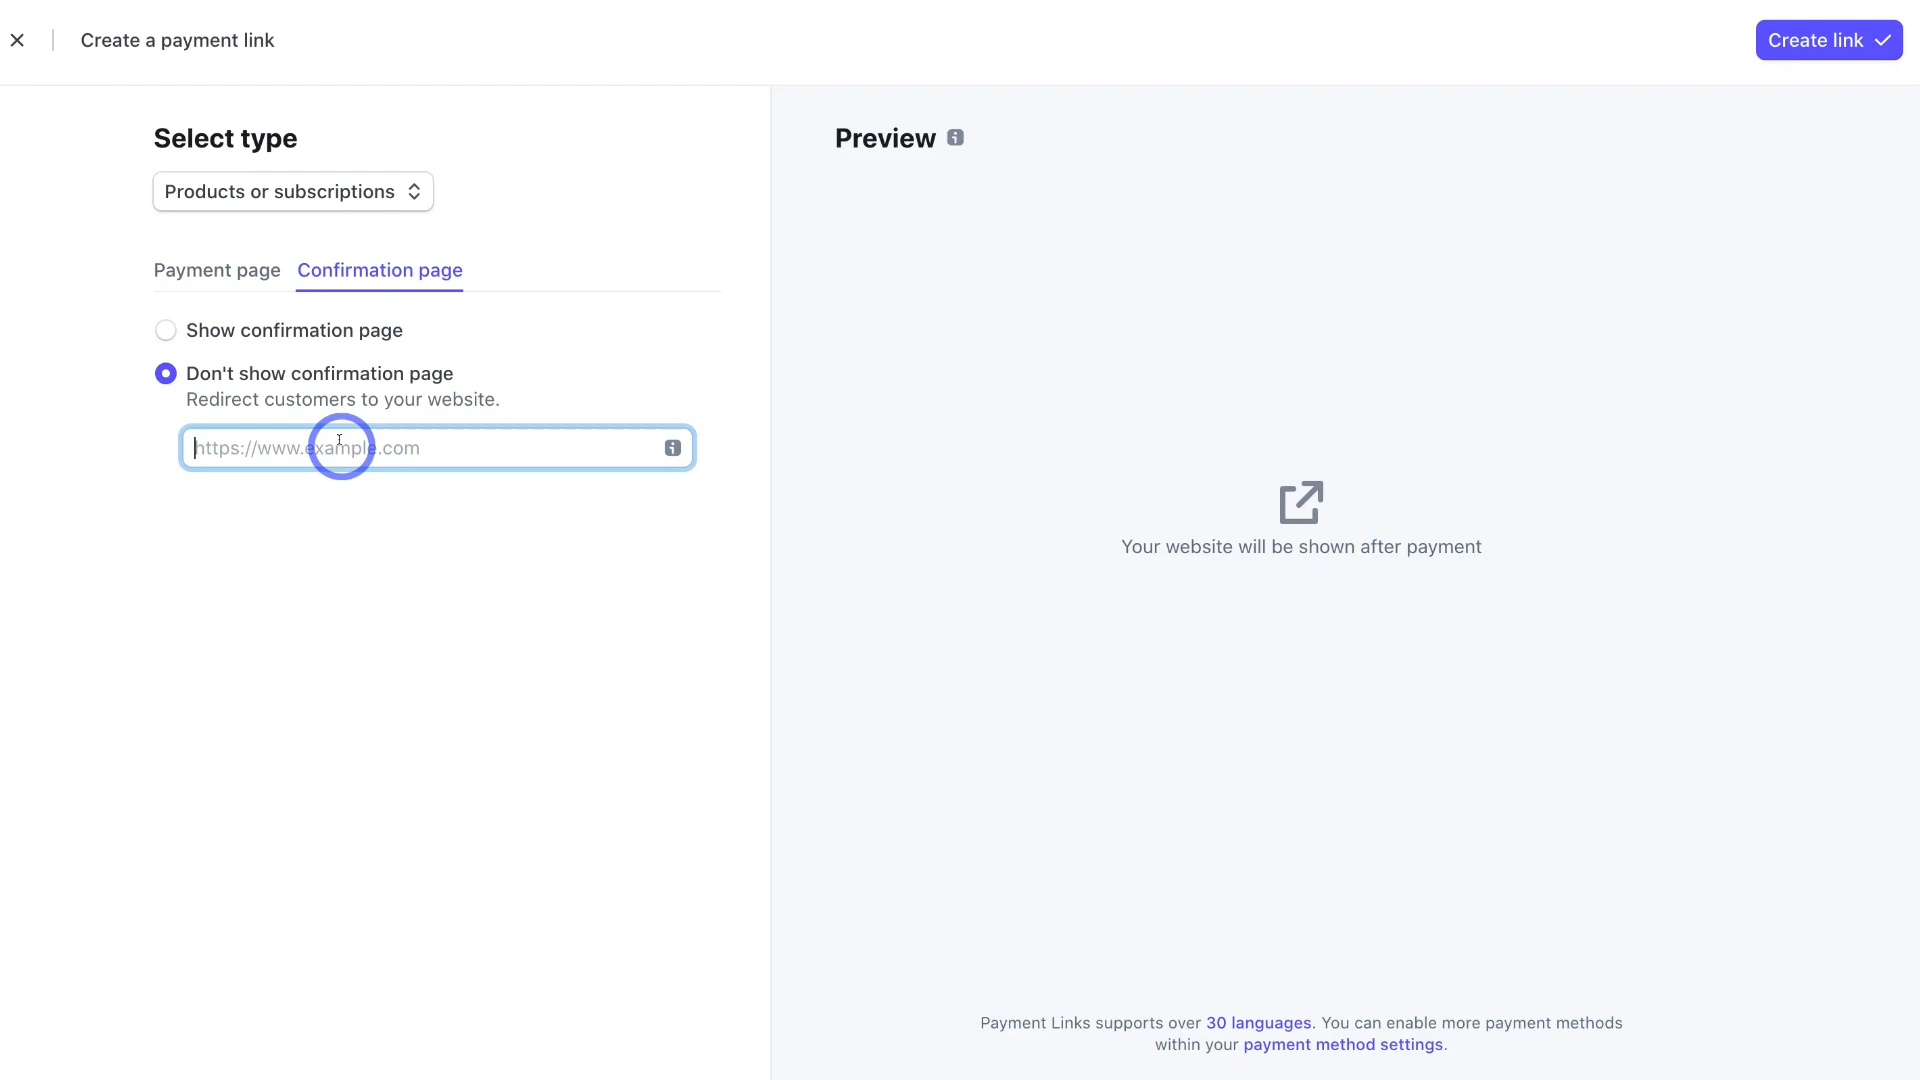 Create a payment link
Create link
Select type
Products or subscriptions
Payment page
Confirmation page
Show confirmation page
Don't show confirmation page
Redirect customers to your website.
https://www.example.com
Preview
Your website will be shown after payment
Payment Links supports over 30 languages. You can enable more payment methods
within your payment method settings.